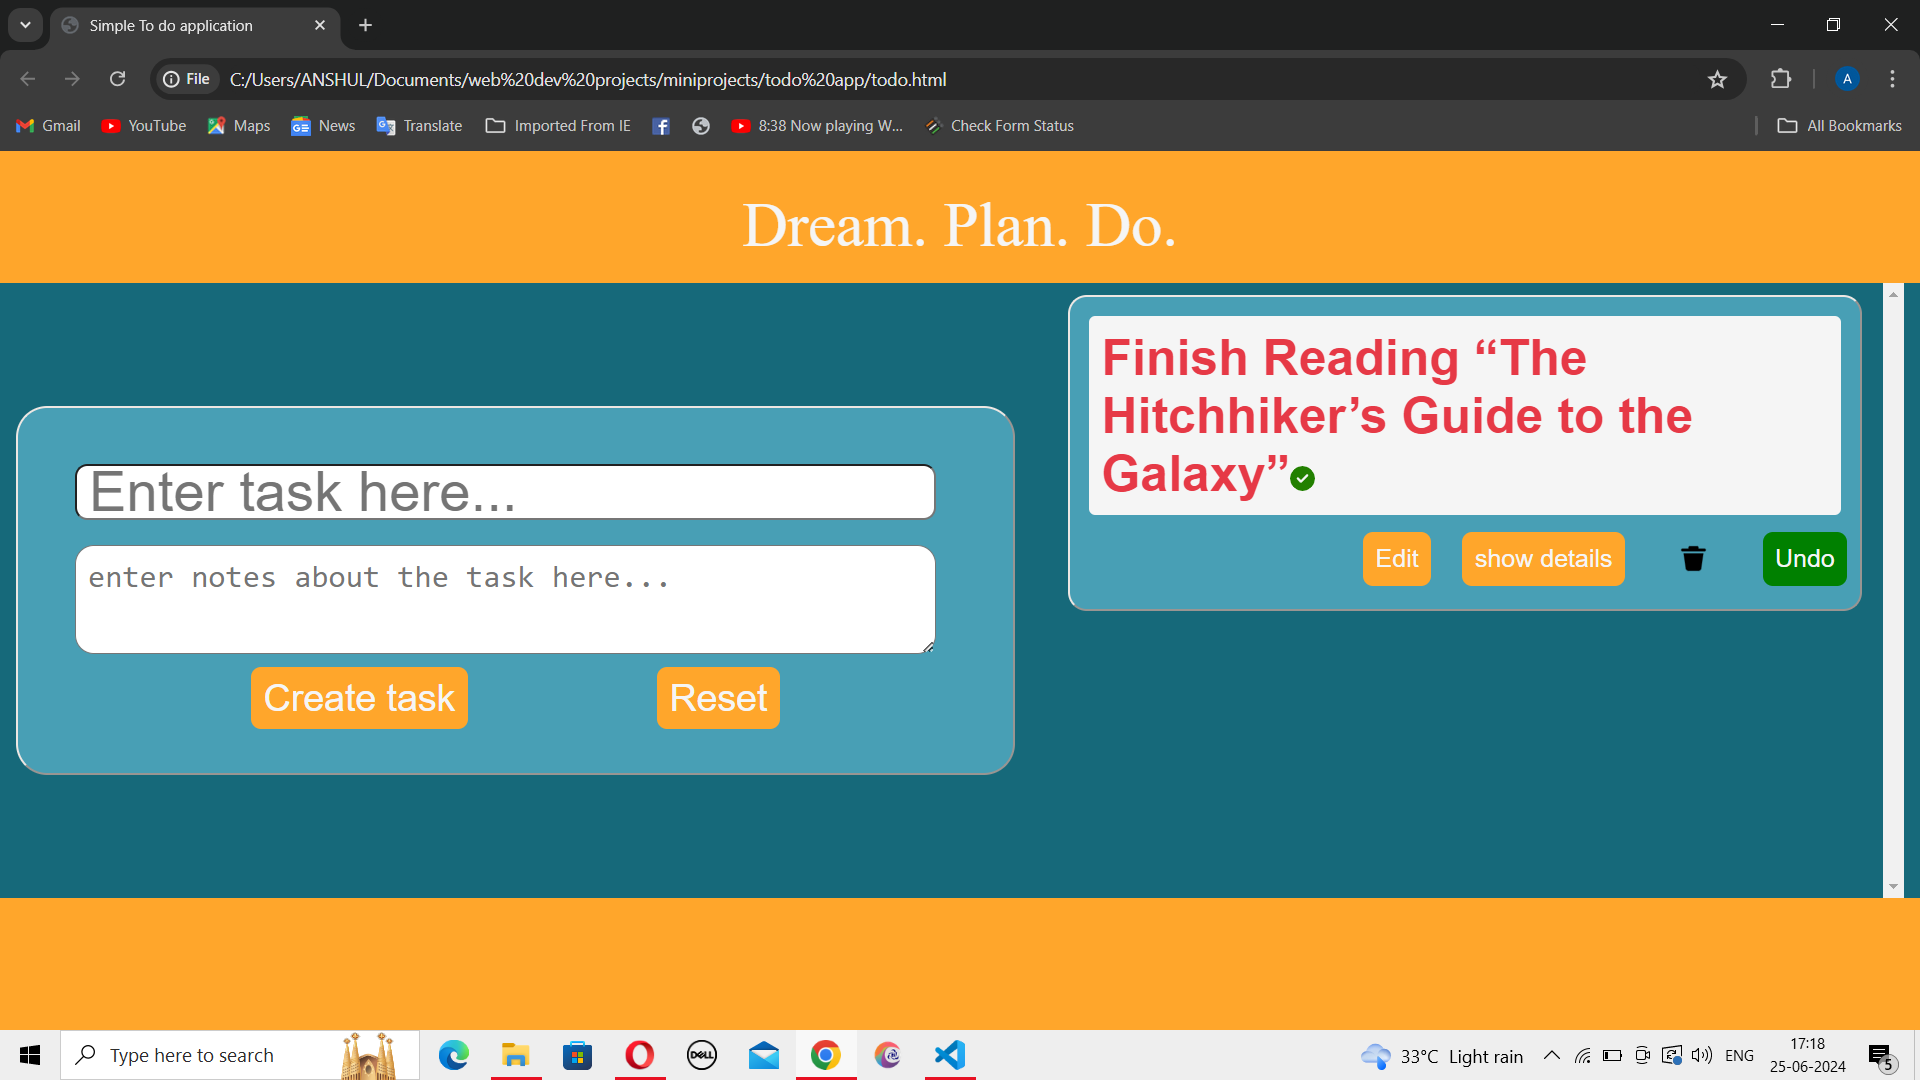 Simple To do application
File
C:/Users/ANSHUL/Documents/web%20dev%20projects/miniprojects/todo%20app/todo.html
A
Gmail
YouTube
Maps
News
Translate
Imported From IE
8:38 Now playing W...
Check Form Status
All Bookmarks
Dream. Plan. Do.
Enter task here...
enter notes about the task here...
Create task
Reset
Finish Reading “The
Hitchhiker’s Guide to the
Galaxy”
Edit
show details
Undo
Type here to search
DELL
33°C Light rain
ENG
17:18
25-06-2024
5